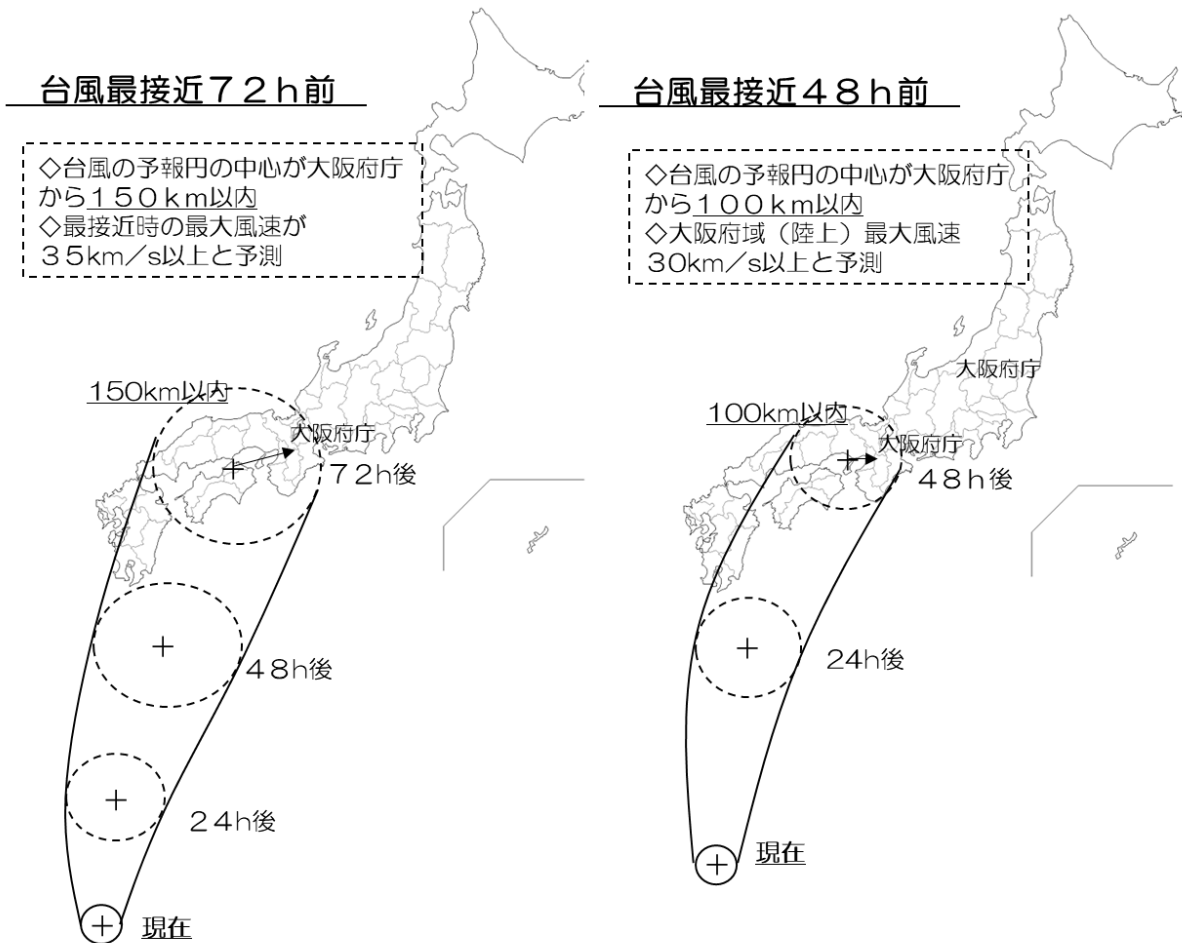 台風最接近７２ｈ前
◇台風の予報円の中心が大阪府庁
から１５０ｋｍ以内
◇最接近時の最大風速が
３５km／s以上と予測
150km以内
大阪府庁
７２h後
４８h後
２４h後
現在
台風最接近４８ｈ前
◇台風の予報円の中心が大阪府庁
から１００ｋｍ以内
◇大阪府域（陸上）最大風速
30km／s以上と予測
大阪府庁
100km以内
大阪府庁
４８h後
24h後
現在